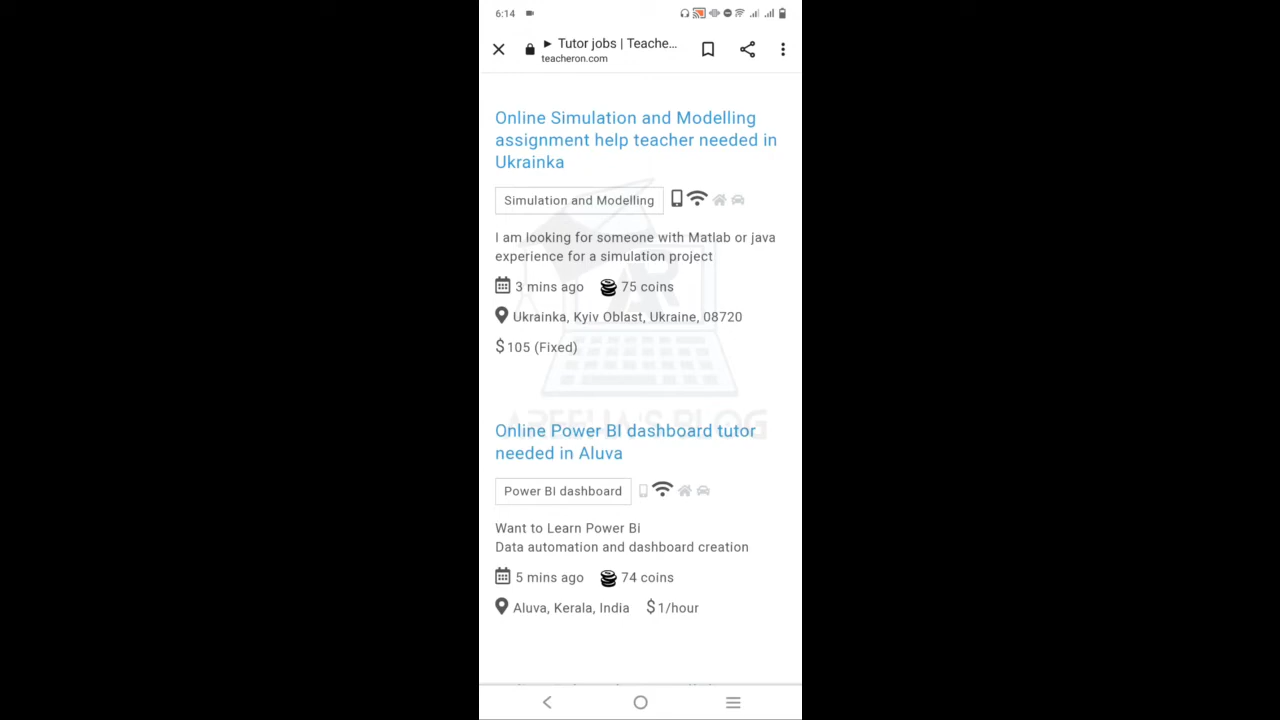 6:14
► Tutor jobs | Teache...
teacheron.com
Online Simulation and Modelling
assignment help teacher needed in
Ukrainka
Simulation and Modelling
I am looking for someone with Matlab or java
experience for a simulation project
3 mins ago 75 coins
Ukrainka, Kyiv Oblast, Ukraine, 08720
$ 105 (Fixed)
AREEHA'S BLOG
Online Power BI dashboard tutor
needed in Aluva
Power BI dashboard
Want to Learn Power Bi
Data automation and dashboard creation
5 mins ago 74 coins
Aluva, Kerala, India $ 1/hour